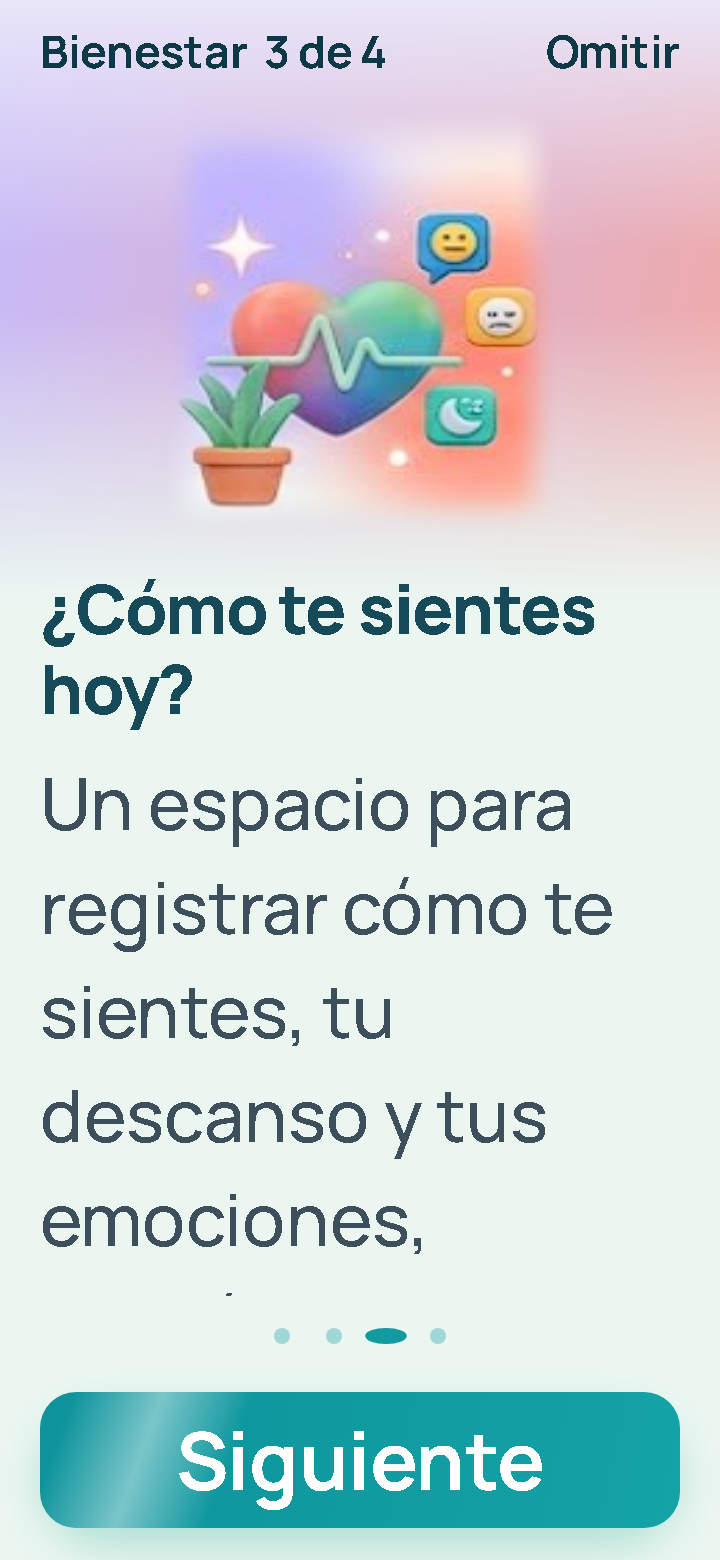 Bienestar 3 de 4
Omitir
¿Cómo te sientes
hoy?
Un espacio para
registrar cómo te
sientes, tu
descanso y tus
emociones,
Siguiente